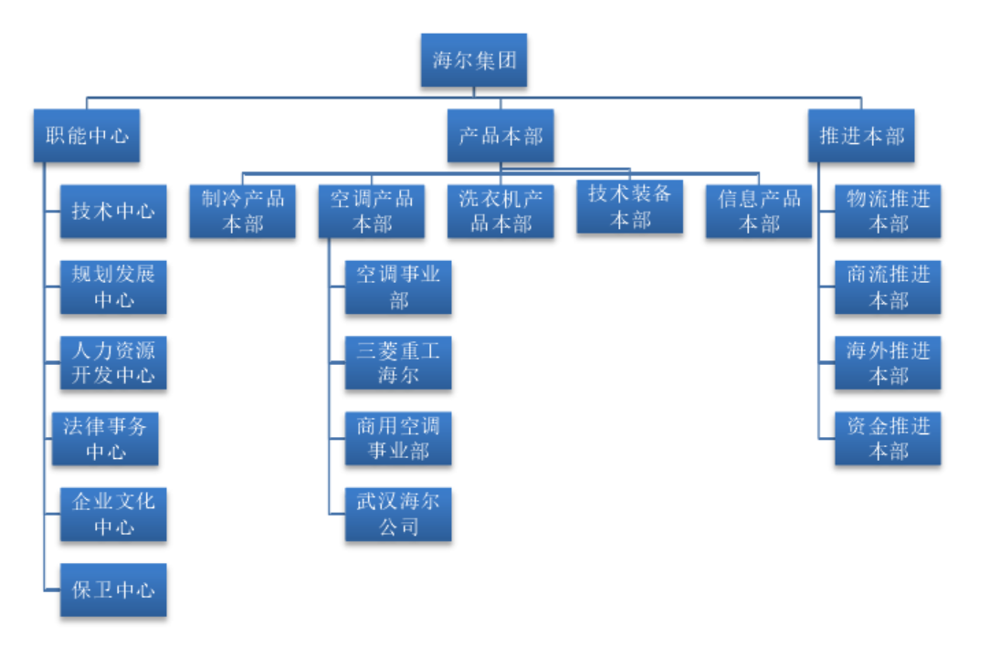 海尔集团
职能中心
产品本部
推进本部
技术中心
规划发展
中心
人力资源
开发中心
法律事务
中心
企业文化
中心
保卫中心
制冷产品
本部
空调产品
本部
洗衣机产
品本部
技术装备
本部
信息产品
本部
空调事业
部
三菱重工
海尔
商用空调
事业部
武汉海尔
公司
物流推进
本部
商流推进
本部
海外推进
本部
资金推进
本部